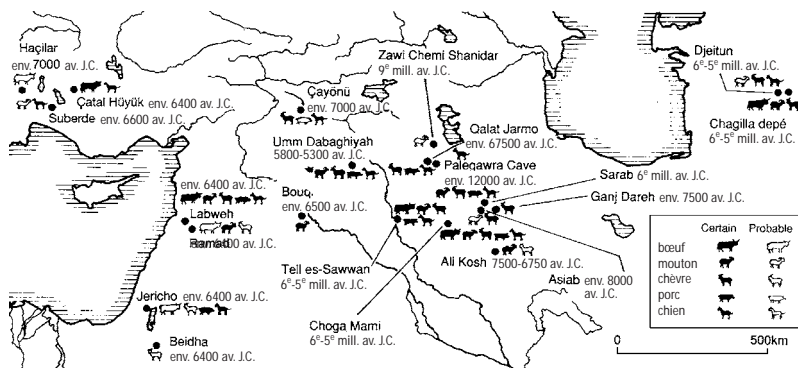 Haçilar
env. 7000 av. J.C.
Çatal Hüyük env. 6400 av. J.C.
Suberde env. 6600 av. J.C.
Çayönü
env. 7000 av. J.C.
Zawi Chemi Shanidar
9e mill. av. J.C.
Djeitun
6e-5e mill. av. J.C.
Chagilla depé
6e-5e mill. av. J.C.
Umm Dabaghiyah
5800-5300 av. J.C.
Qalat Jarmo
env. 67500 av. J.C.
Palegawra Cave
env. 12000 av. J.C.
Sarab 6e mill. av. J.C.
Ganj Dareh env. 7500 av. J.C.
env. 6400 av. J.C.
Labweh
Bouq.
env. 6500 av. J.C.
Ramad
Tell es-Sawwan
6e-5e mill. av. J.C.
Ali Kosh 7500-6750 av. J.C.
Asiab env. 8000
av. J.C.
Choga Mami
6e-5e mill. av. J.C.
Jericho env. 6400 av. J.C.
Beidha
env. 6400 av. J.C.
Certain Probable
bœuf
mouton
chèvre
porc
chien
0 500km